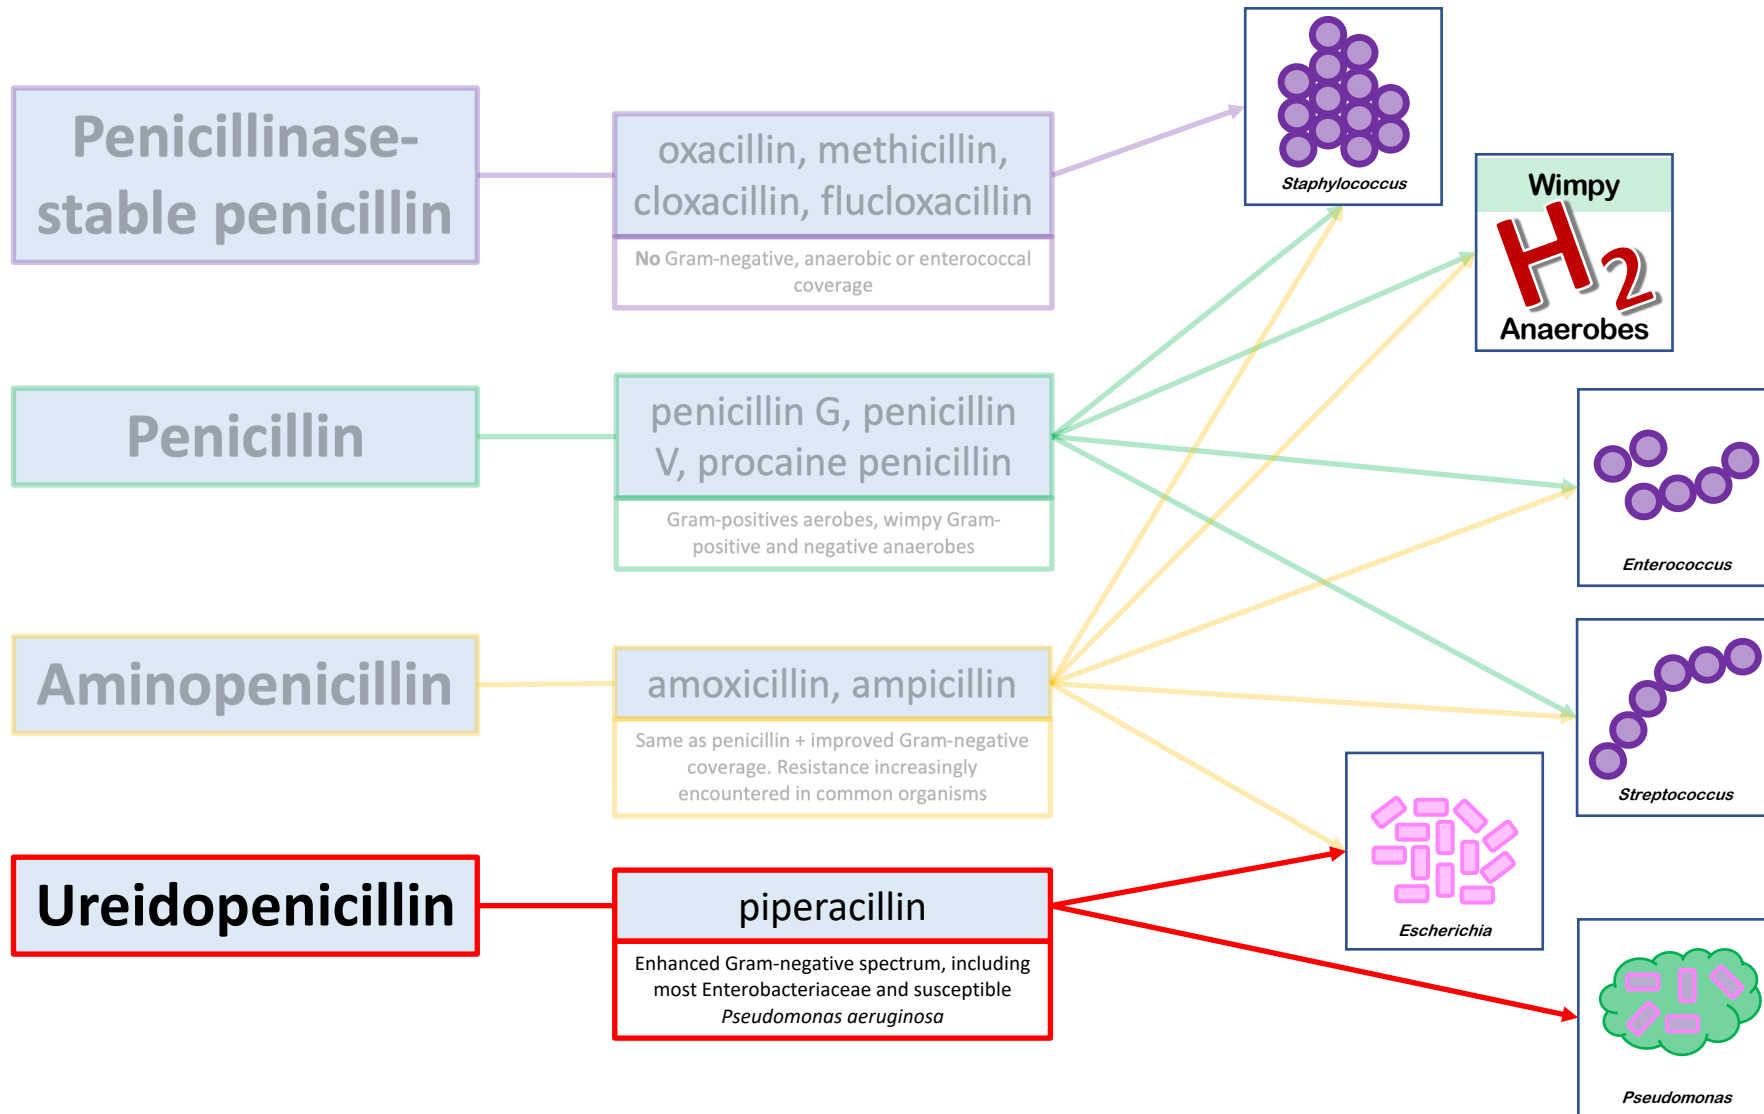 Penicillinase-
stable penicillin
oxacillin, methicillin,
cloxacillin, flucloxacillin
No Gram-negative, anaerobic or enterococcal
coverage
Staphylococcus
Wimpy
H2
Anaerobes
Penicillin
penicillin G, penicillin
V, procaine penicillin
Gram-positives aerobes, wimpy Gram-
positive and negative anaerobes
Enterococcus
Aminopenicillin
amoxicillin, ampicillin
Same as penicillin + improved Gram-negative
coverage. Resistance increasingly
encountered in common organisms
Streptococcus
Ureidopenicillin
piperacillin
Enhanced Gram-negative spectrum, including
most Enterobacteriaceae and susceptible
Pseudomonas aeruginosa
Escherichia
Pseudomonas